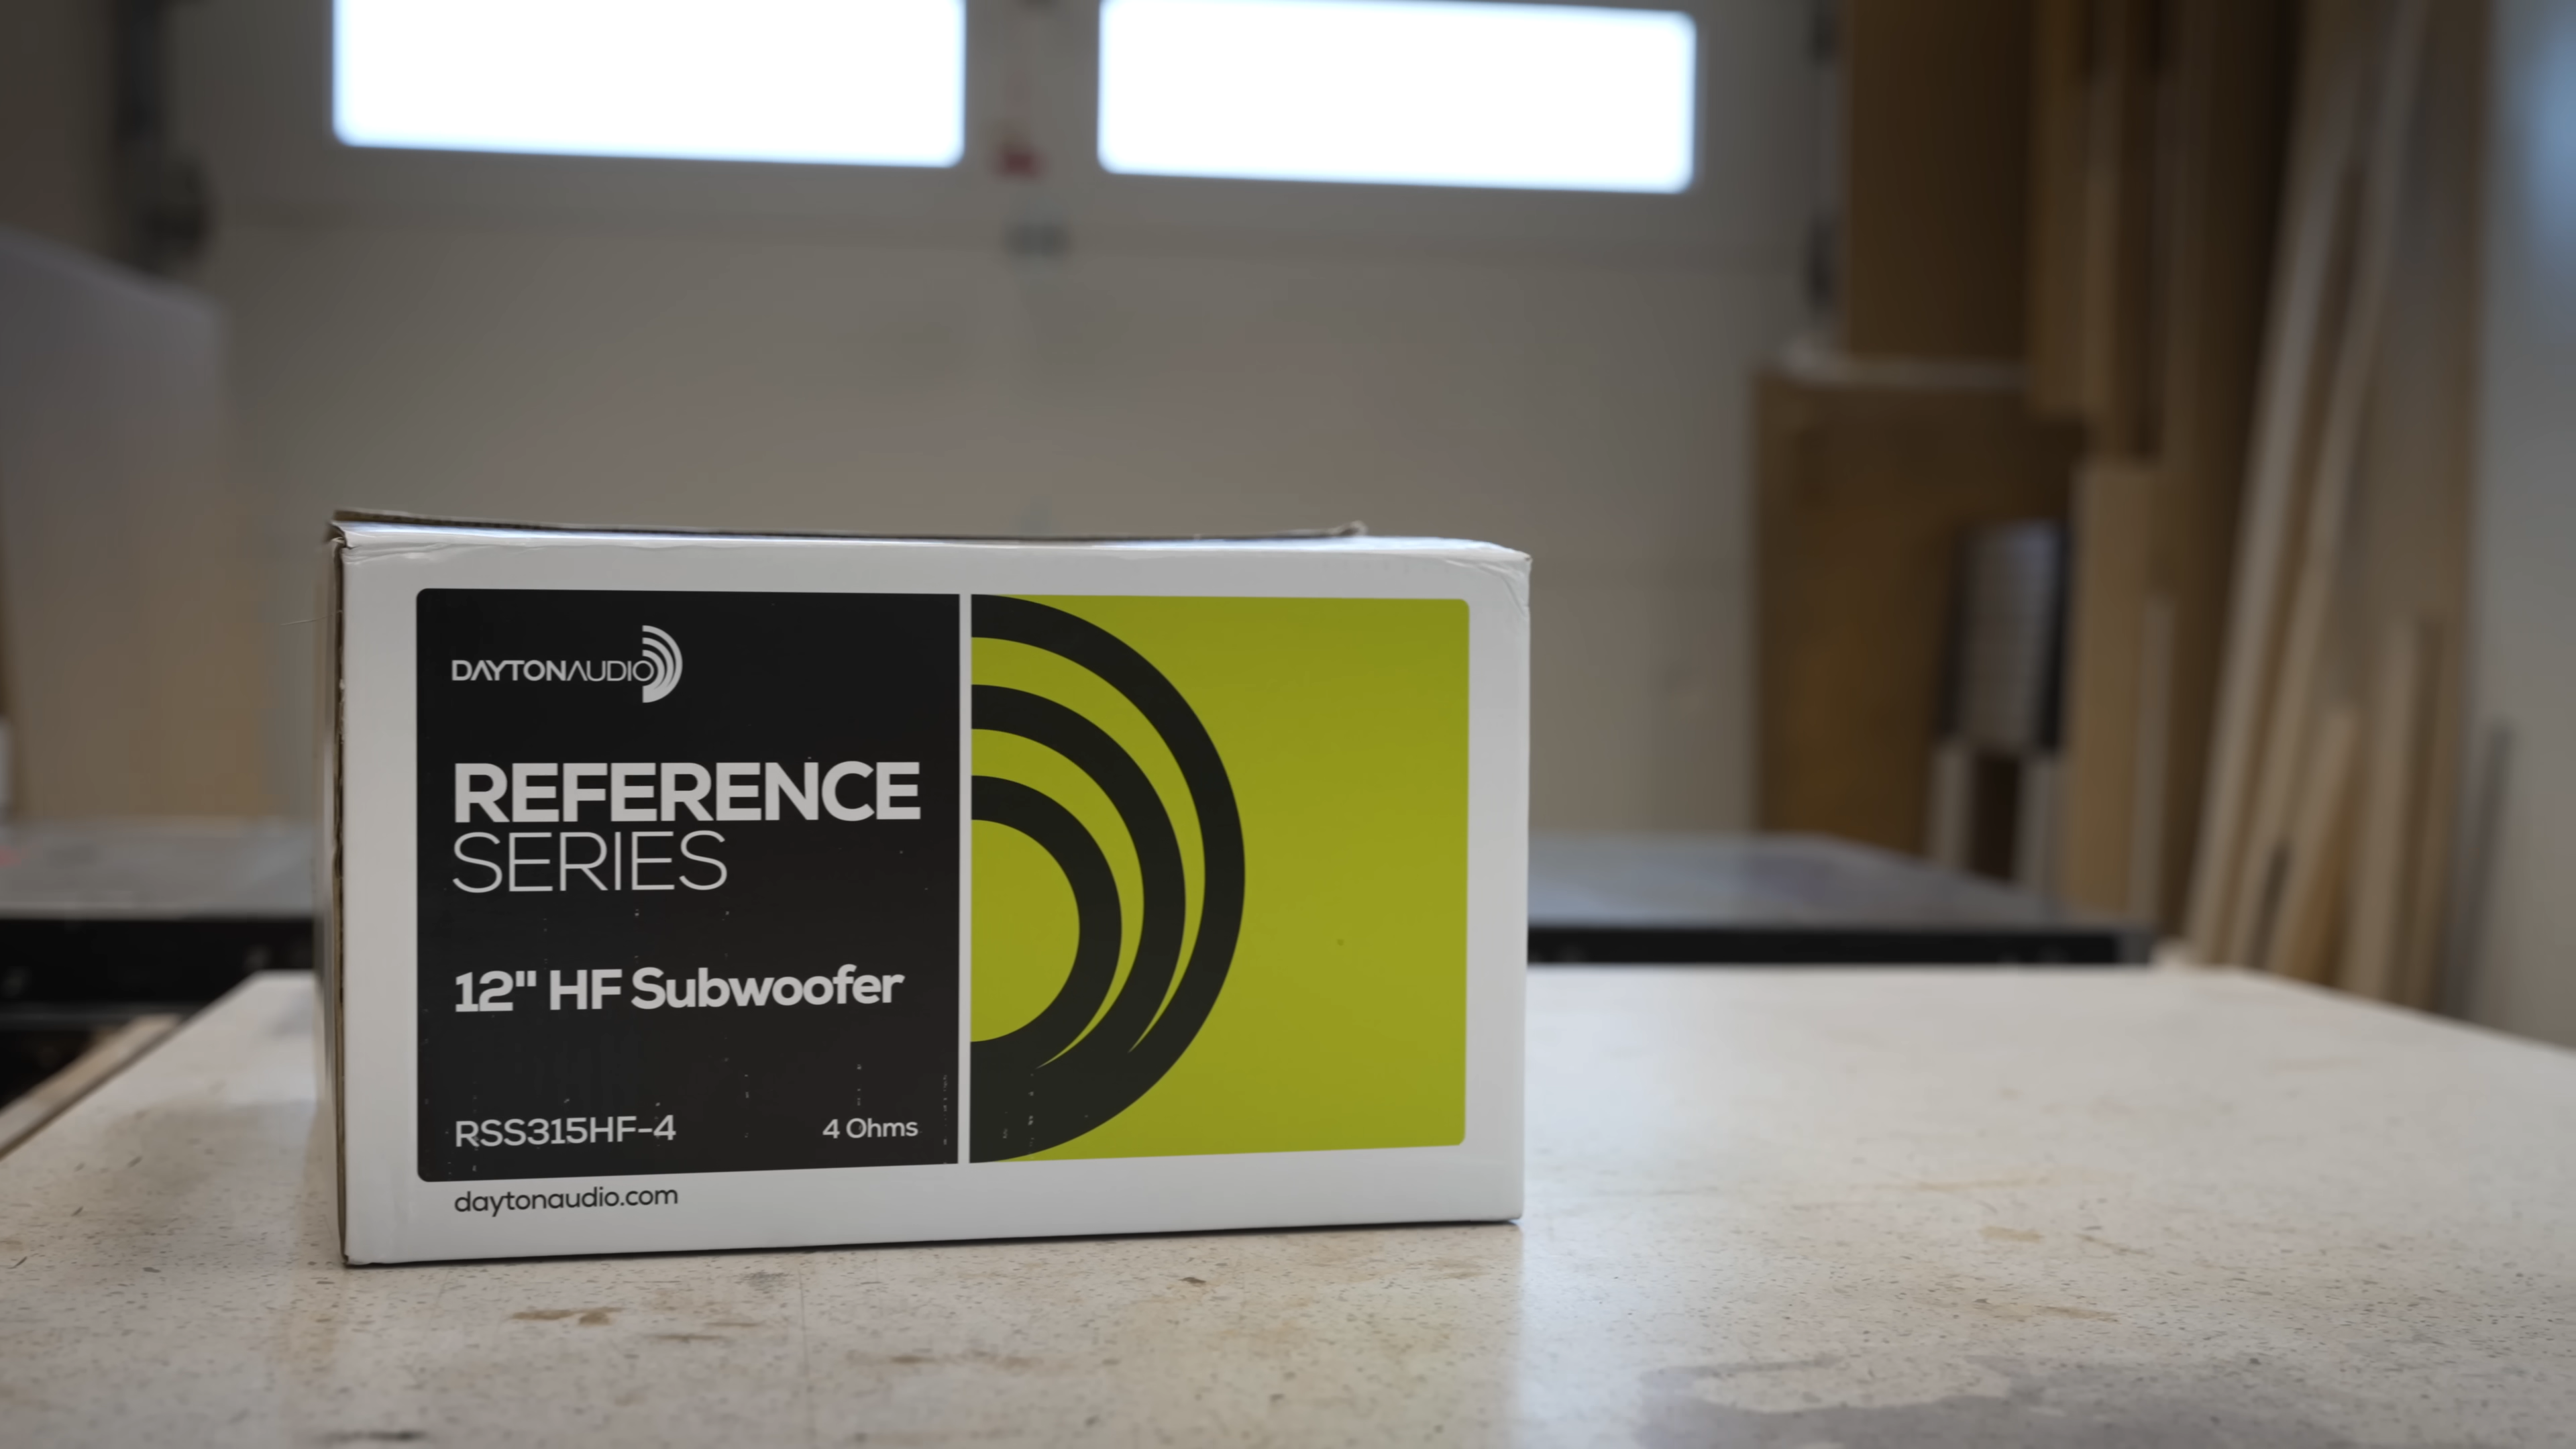 DAYTONAUDIO
REFERENCE
SERIES
12" HF Subwoofer
RSS315HF-4
4 Ohms
daytonaudio.com